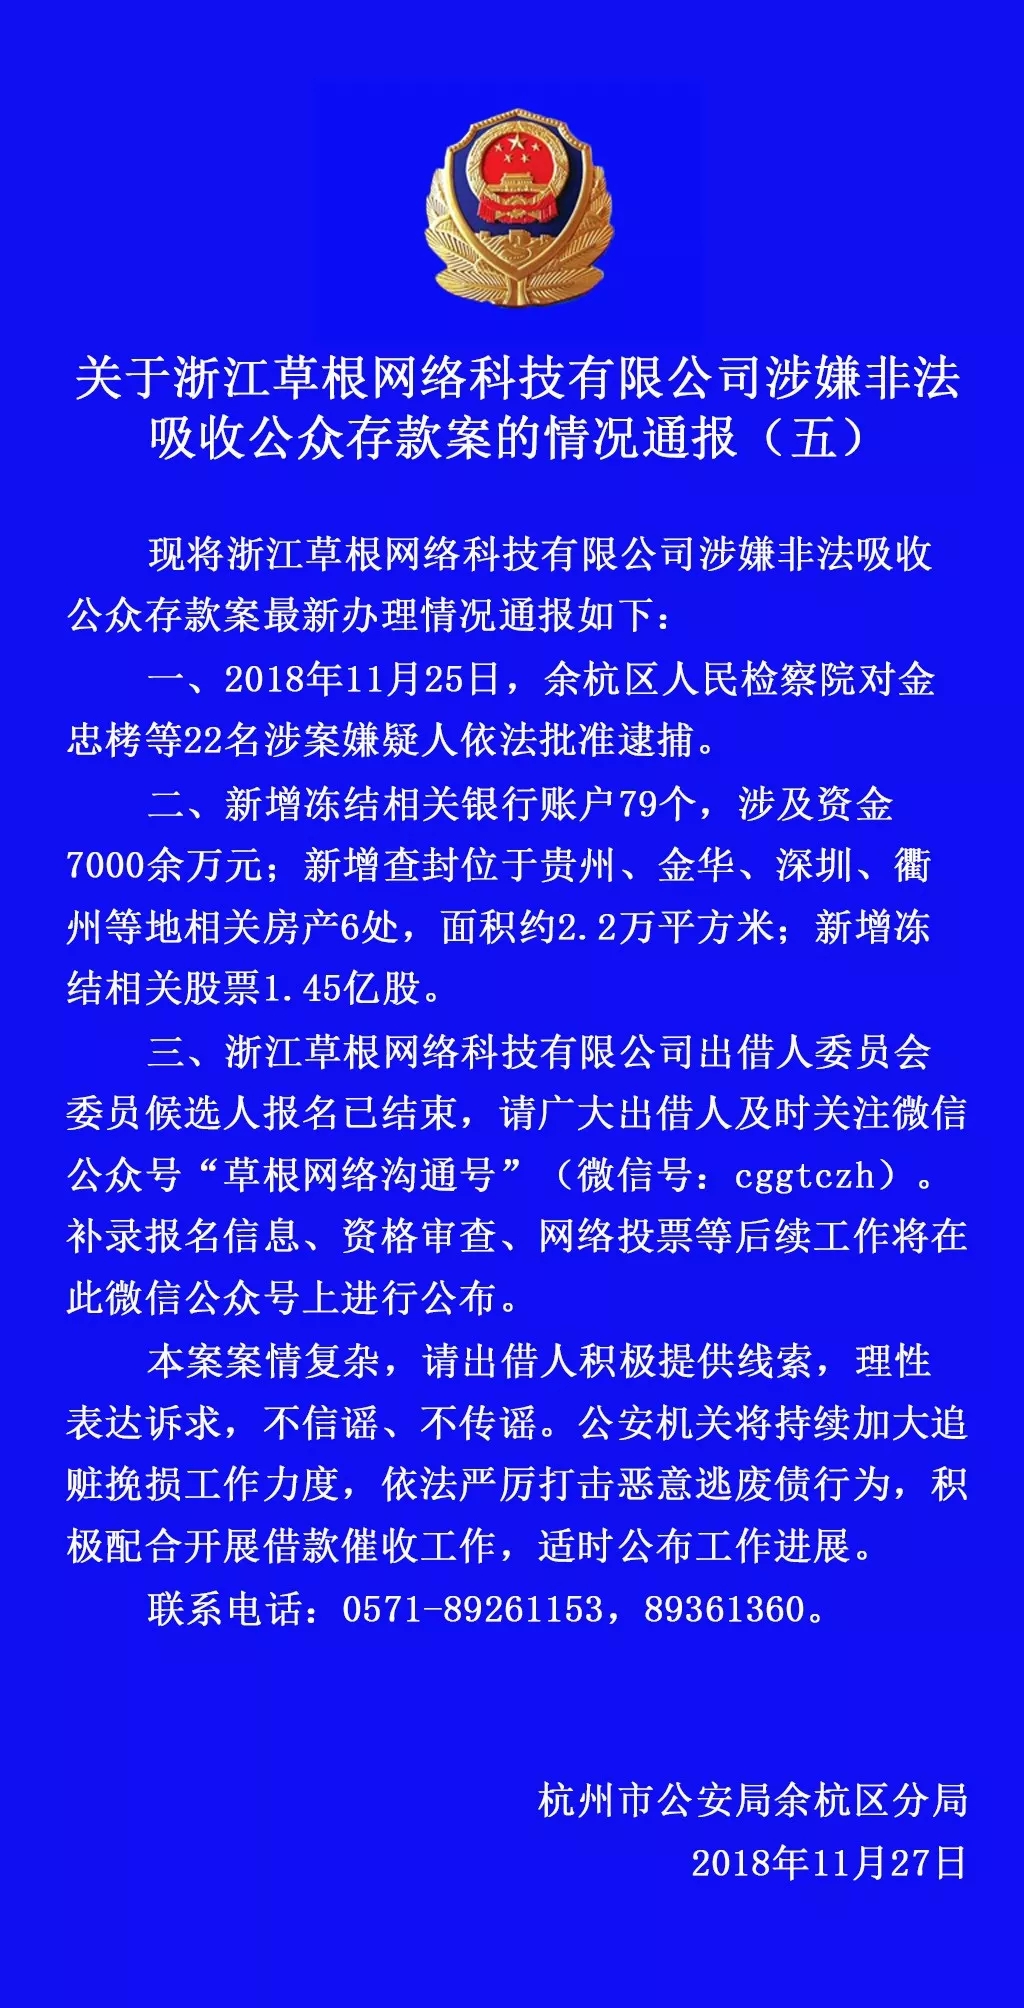 关于浙江草根网络科技有限公司涉嫌非法
吸收公众存款案的情况通报（五）
现将浙江草根网络科技有限公司涉嫌非法吸收
公众存款案最新办理情况通报如下：
一、2018年11月25日，余杭区人民检察院对金
忠栲等22名涉案嫌疑人依法批准逮捕。
二、新增冻结相关银行账户79个，涉及资金
7000余万元；新增查封位于贵州、金华、深圳、衢
州等地相关房产6处，面积约2.2万平方米；新增冻
结相关股票1.45亿股。
三、浙江草根网络科技有限公司出借人委员会
委员候选人报名已结束，请广大出借人及时关注微信
公众号“草根网络沟通号”（微信号：cggtczh）。
补录报名信息、资格审查、网络投票等后续工作将在
此微信公众号上进行公布。
本案案情复杂，请出借人积极提供线索，理性
表达诉求，不信谣、不传谣。公安机关将持续加大追
赃挽损工作力度，依法严厉打击恶意逃废债行为，积
极配合开展借款催收工作，适时公布工作进展。
联系电话：0571-89261153，89361360。
杭州市公安局余杭区分局
2018年11月27日